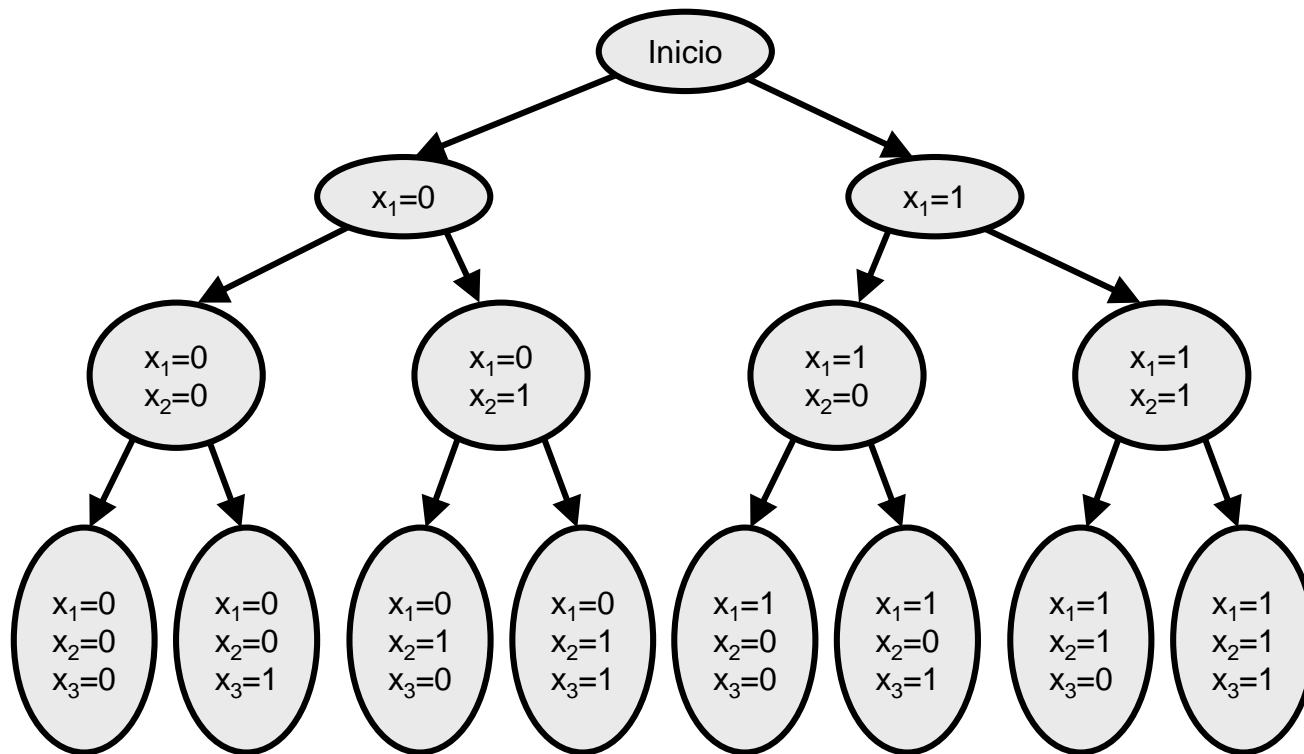 Inicio
x₁=0
x₁=1
x₁=0
x₂=0
x₁=0
x₂=1
x₁=1
x₂=0
x₁=1
x₂=1
x₁=0
x₂=0
x₃=0
x₁=0
x₂=0
x₃=1
x₁=0
x₂=1
x₃=0
x₁=0
x₂=1
x₃=1
x₁=1
x₂=0
x₃=0
x₁=1
x₂=0
x₃=1
x₁=1
x₂=1
x₃=0
x₁=1
x₂=1
x₃=1